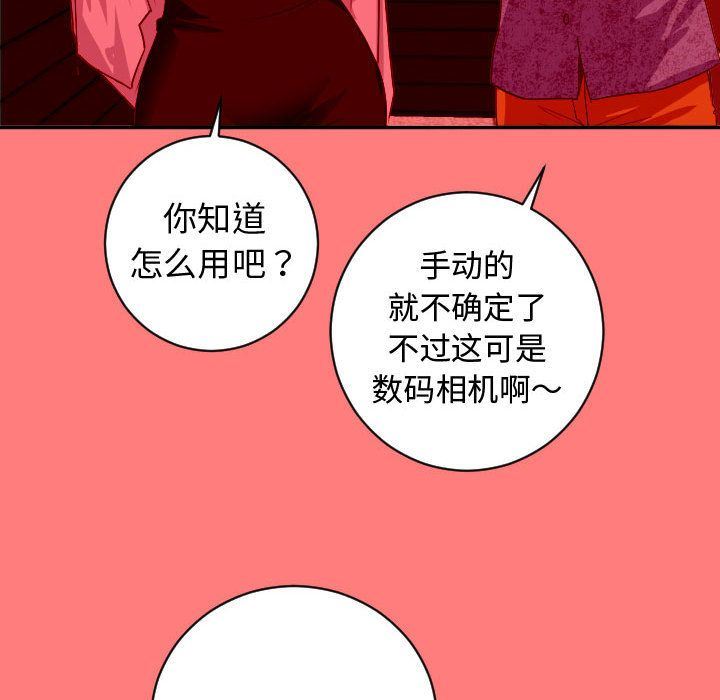 你知道
怎么用吧？
手动的
就不确定了
不过这可是
数码相机啊～